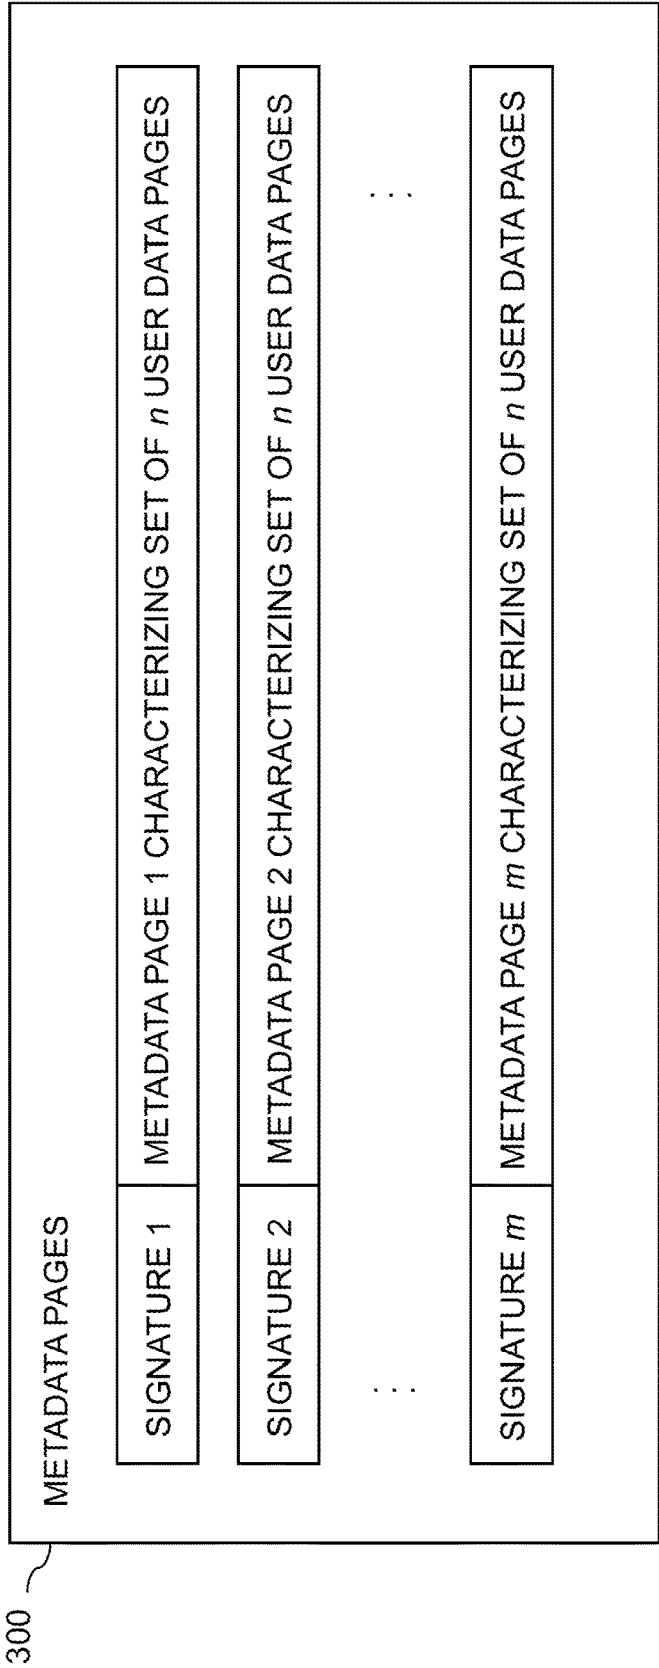 300
METADATA PAGES
SIGNATURE 1 METADATA PAGE 1 CHARACTERIZING SET OF n USER DATA PAGES
SIGNATURE 2 METADATA PAGE 2 CHARACTERIZING SET OF n USER DATA PAGES
. . . . . .
SIGNATURE m METADATA PAGE m CHARACTERIZING SET OF n USER DATA PAGES